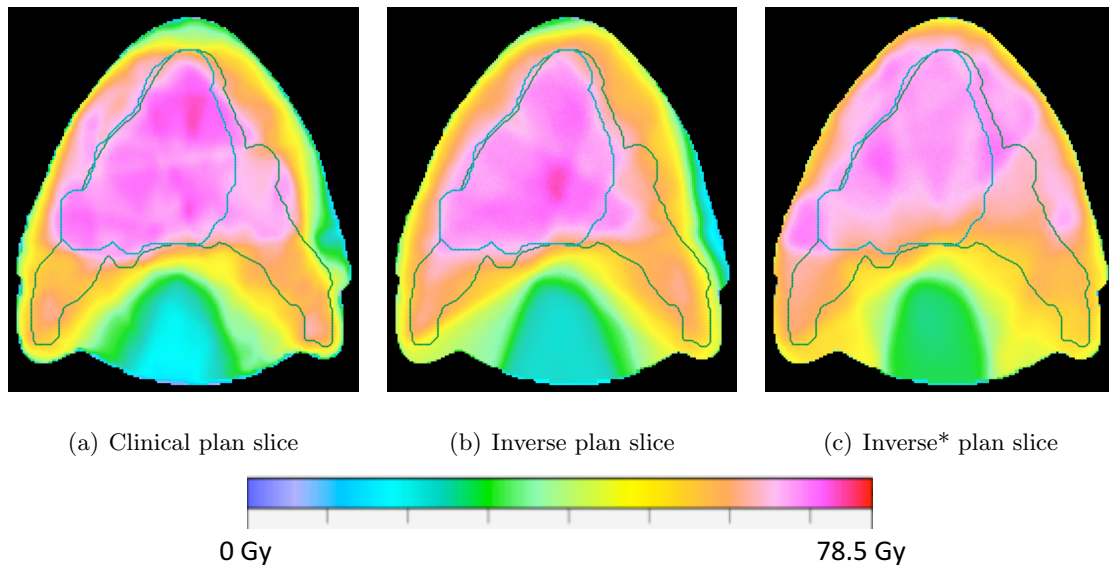 (a) Clinical plan slice
(b) Inverse plan slice
(c) Inverse* plan slice
0 Gy
78.5 Gy